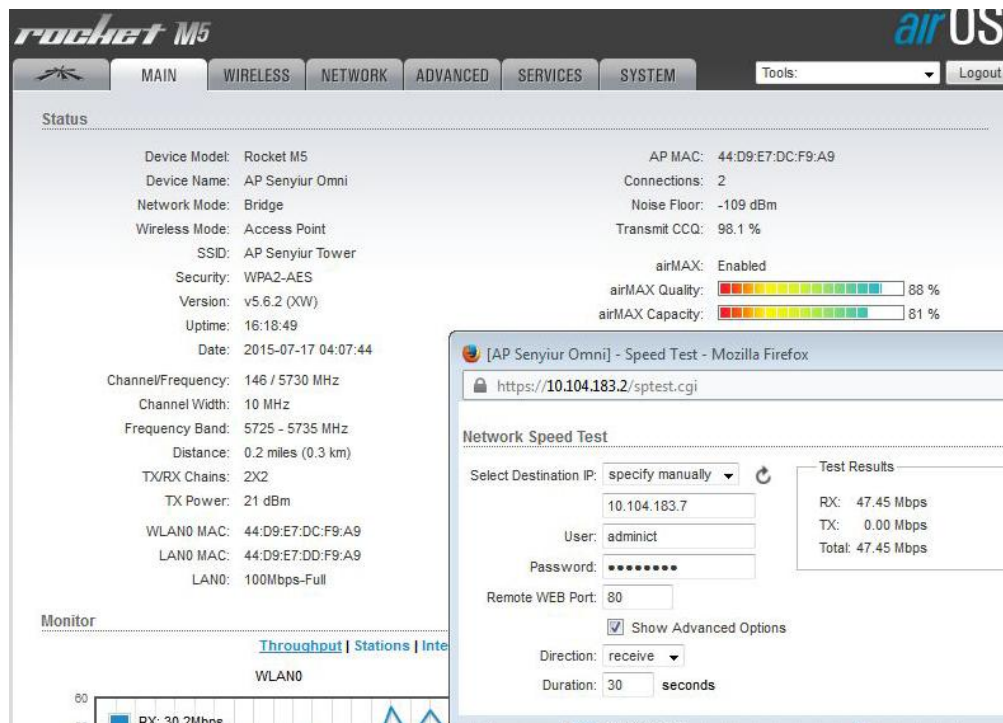 rocket M5
airOS
MAIN WIRELESS NETWORK ADVANCED SERVICES SYSTEM Tools: Logout
Status
Device Model: Rocket M5
Device Name: AP Senyiur Omni
Network Mode: Bridge
Wireless Mode: Access Point
SSID: AP Senyiur Tower
Security: WPA2-AES
Version: v5.6.2 (XW)
Uptime: 16:18:49
Date: 2015-07-17 04:07:44
Channel/Frequency: 146 / 5730 MHz
Channel Width: 10 MHz
Frequency Band: 5725 - 5735 MHz
Distance: 0.2 miles (0.3 km)
TX/RX Chains: 2X2
TX Power: 21 dBm
WLAN0 MAC: 44:D9:E7:DC:F9:A9
LAN0 MAC: 44:D9:E7:DD:F9:A9
LAN0: 100Mbps-Full
AP MAC: 44:D9:E7:DC:F9:A9
Connections: 2
Noise Floor: -109 dBm
Transmit CCQ: 98.1 %
airMAX: Enabled
airMAX Quality: 88 %
airMAX Capacity: 81 %
[AP Senyiur Omni] - Speed Test - Mozilla Firefox
https://10.104.183.2/sptest.cgi
Network Speed Test
Select Destination IP: specify manually
10.104.183.7
User: adminict
Password: ••••••••
Remote WEB Port: 80
Show Advanced Options
Direction: receive
Duration: 30 seconds
Test Results
RX: 47.45 Mbps
TX: 0.00 Mbps
Total: 47.45 Mbps
Monitor
Throughput | Stations | Inte
WLAN0
60
RX: 30.2Mbps